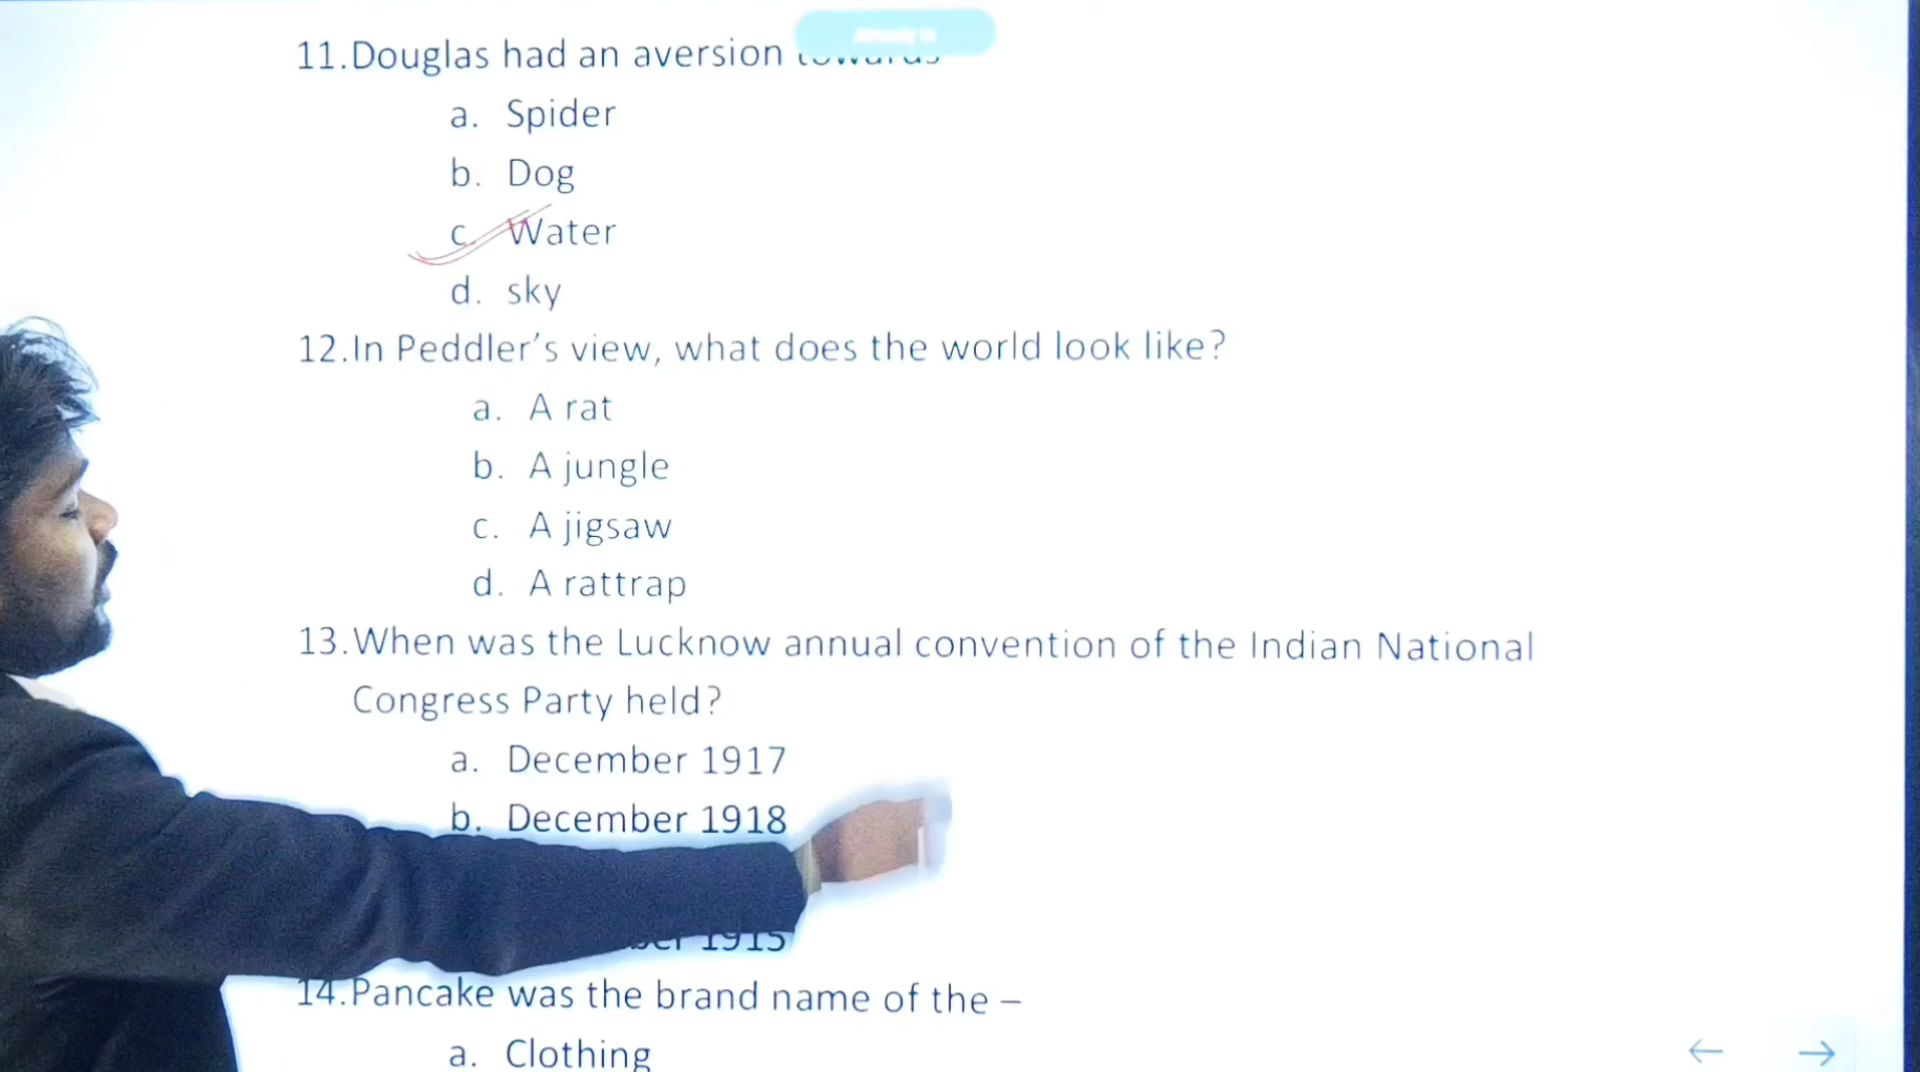 11.Douglas had an aversion
a. Spider
b. Dog
c. Water
d. sky
12.In Peddler's view, what does the world look like?
a. A rat
b. A jungle
c. A jigsaw
d. A rattrap
13.When was the Lucknow annual convention of the Indian National
Congress Party held?
a. December 1917
b. December 1918
1915
14.Pancake was the brand name of the –
a. Clothing